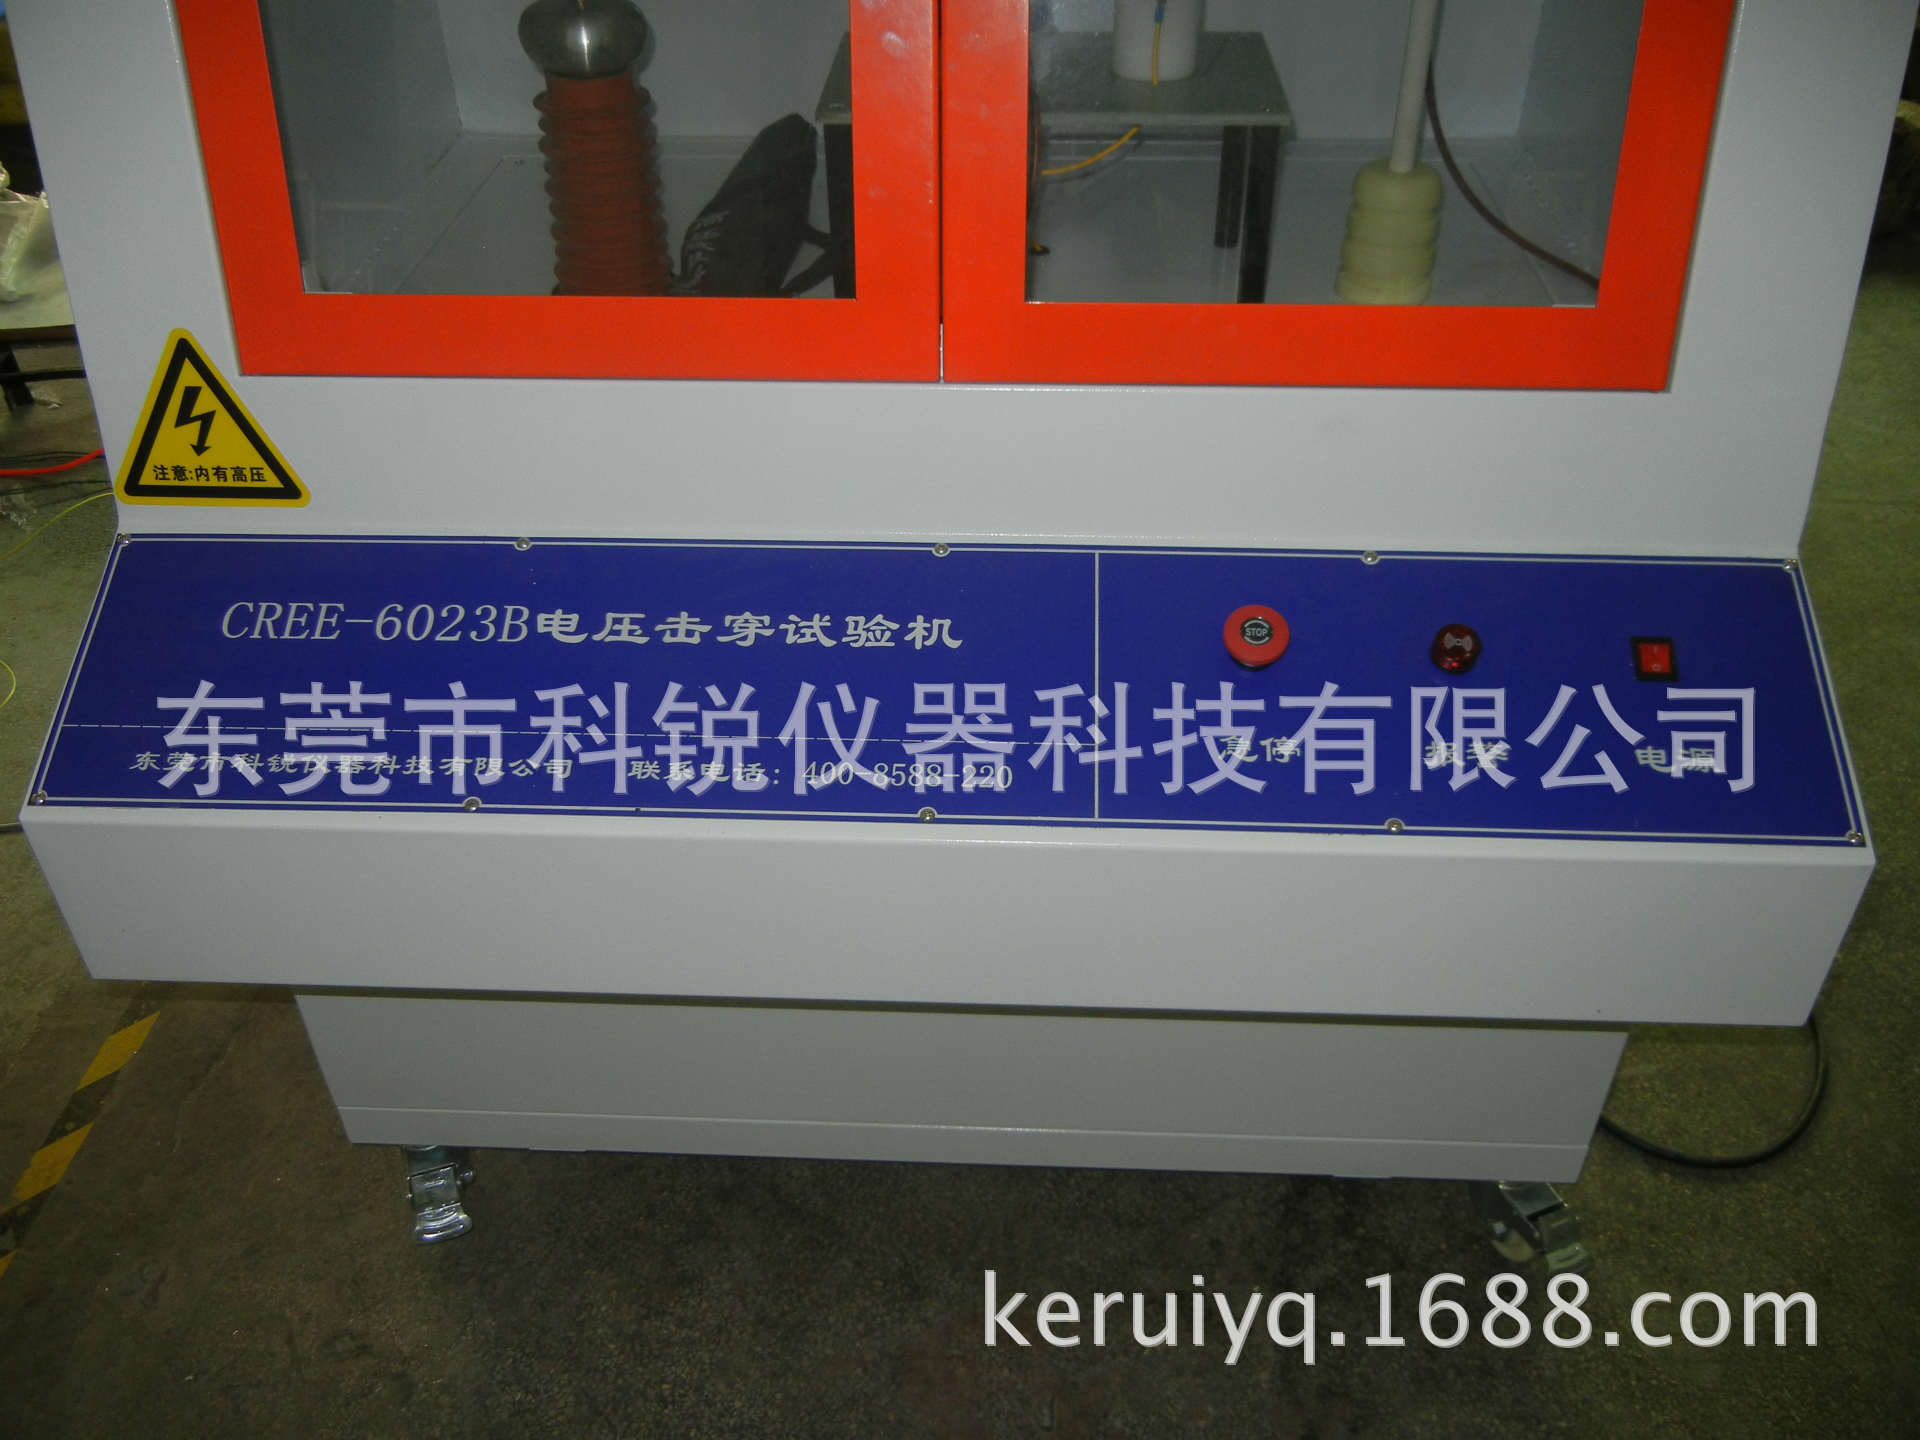 注意:内有高压
CREE-6023B电压击穿试验机
STOP
东莞市科锐仪器科技有限公司
东莞市科锐仪器科技有限公司 联系电话: 400-8588-220
急停 报警 电源
keruiyq.1688.com